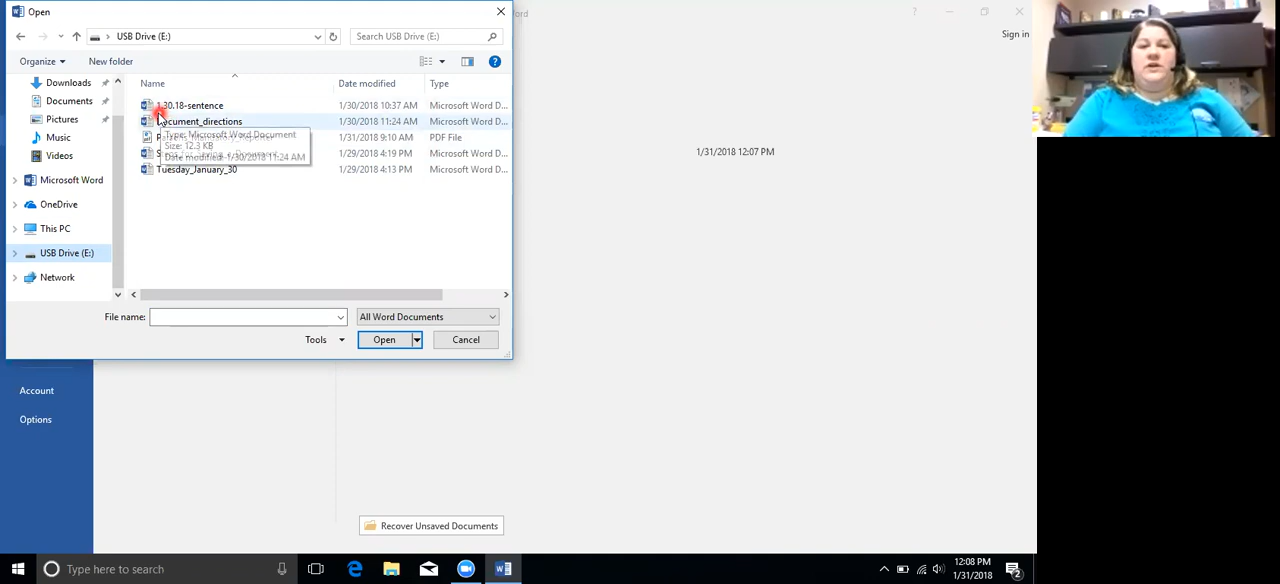 Open
ord
USB Drive (E:)
Search USB Drive (E:)
Sign in
Organize
New folder
Name
Date modified
Type
Downloads
Documents
Pictures
Music
Videos
Microsoft Word
OneDrive
This PC
USB Drive (E:)
Network
1.30.18-sentence 1/30/2018 10:37 AM Microsoft Word D...
ocument_directions 1/30/2018 11:24 AM Microsoft Word D...
1/31/2018 9:10 AM PDF File
1/29/2018 4:19 PM Microsoft Word D...
Tuesday_January_30 1/29/2018 4:13 PM Microsoft Word D...
Type: Microsoft Word Document
Size: 12.3 KB
Date modified: 1/30/2018 11:24 AM
1/31/2018 12:07 PM
File name:
All Word Documents
Tools
Open
Cancel
Account
Options
Recover Unsaved Documents
Type here to search
12:08 PM
1/31/2018
2